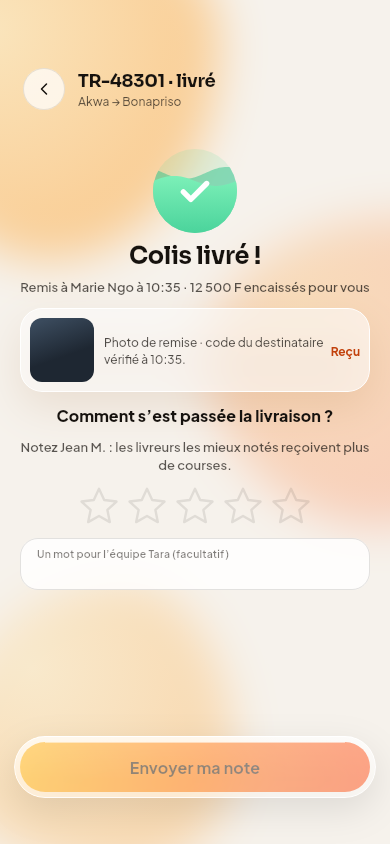 TR-48301 · livré
Akwa → Bonapriso
Colis livré !
Remis à Marie Ngo à 10:35 · 12 500 F encaissés pour vous
Photo de remise · code du destinataire
vérifié à 10:35.
Reçu
Comment s’est passée la livraison ?
Notez Jean M. : les livreurs les mieux notés reçoivent plus
de courses.
Un mot pour l’équipe Tara (facultatif)
Envoyer ma note